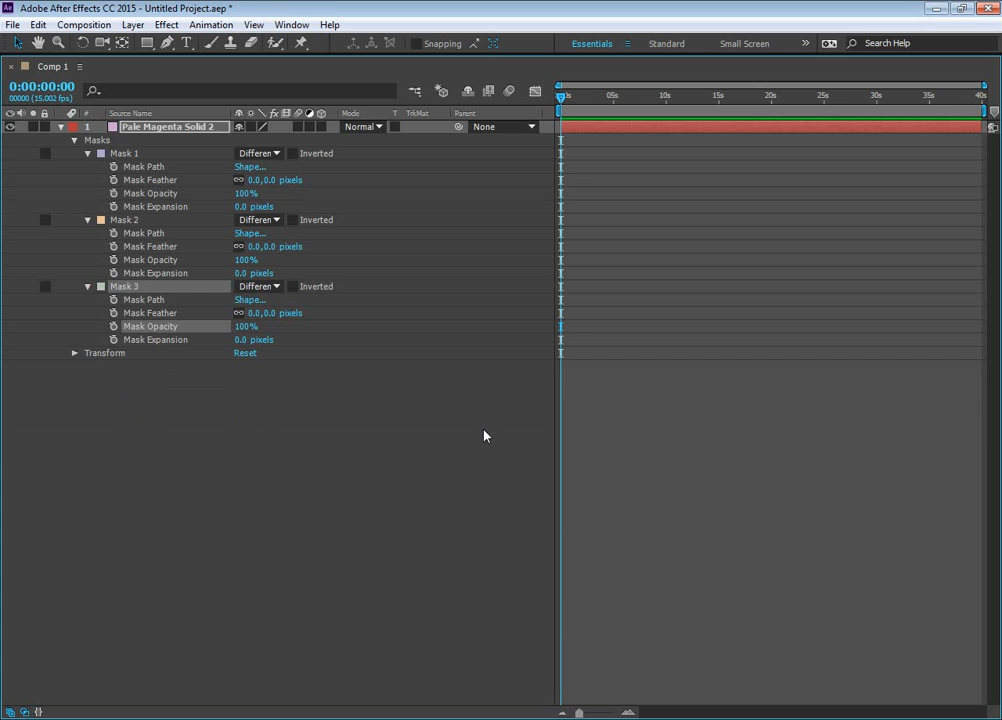 Adobe After Effects CC 2015 - Untitled Project.aep *
File Edit Composition Layer Effect Animation View Window Help
Snapping Essentials Standard Small Screen Search Help
Comp 1
0:00:00:00
00000 (15.002 fps)
# Source Name Mode T TrkMat Parent
0s 05s 10s 15s 20s 25s 30s 35s 40s
1 Pale Magenta Solid 2 Normal None
Masks
Mask 1 Differen Inverted
Mask Path Shape...
Mask Feather 0.0,0.0 pixels
Mask Opacity 100%
Mask Expansion 0.0 pixels
Mask 2 Differen Inverted
Mask Path Shape...
Mask Feather 0.0,0.0 pixels
Mask Opacity 100%
Mask Expansion 0.0 pixels
Mask 3 Differen Inverted
Mask Path Shape...
Mask Feather 0.0,0.0 pixels
Mask Opacity 100%
Mask Expansion 0.0 pixels
Transform Reset